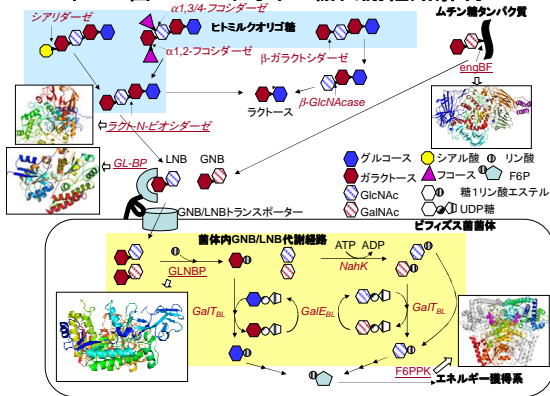 シアリダーゼ
α1,3/4-フコシダーゼ
ヒトミルクオリゴ糖
ムチン糖タンパク質
α1,2-フコシダーゼ
β-ガラクトシダーゼ
engBF
ラクトース
β-GlcNAcase
ラクト-N-ビオシダーゼ
GL-BP
LNB
GNB
グルコース
シアル酸
リン酸
ガラクトース
フコース
F6P
GlcNAc
糖1リン酸エステル
GalNAc
UDP糖
GNB/LNBトランスポーター
ビフィズス菌菌体
菌体内GNB/LNB代謝経路
ATP
ADP
GLNBP
NahK
GalTBL
GalEBL
GalTBL
F6PPK
エネルギー獲得系